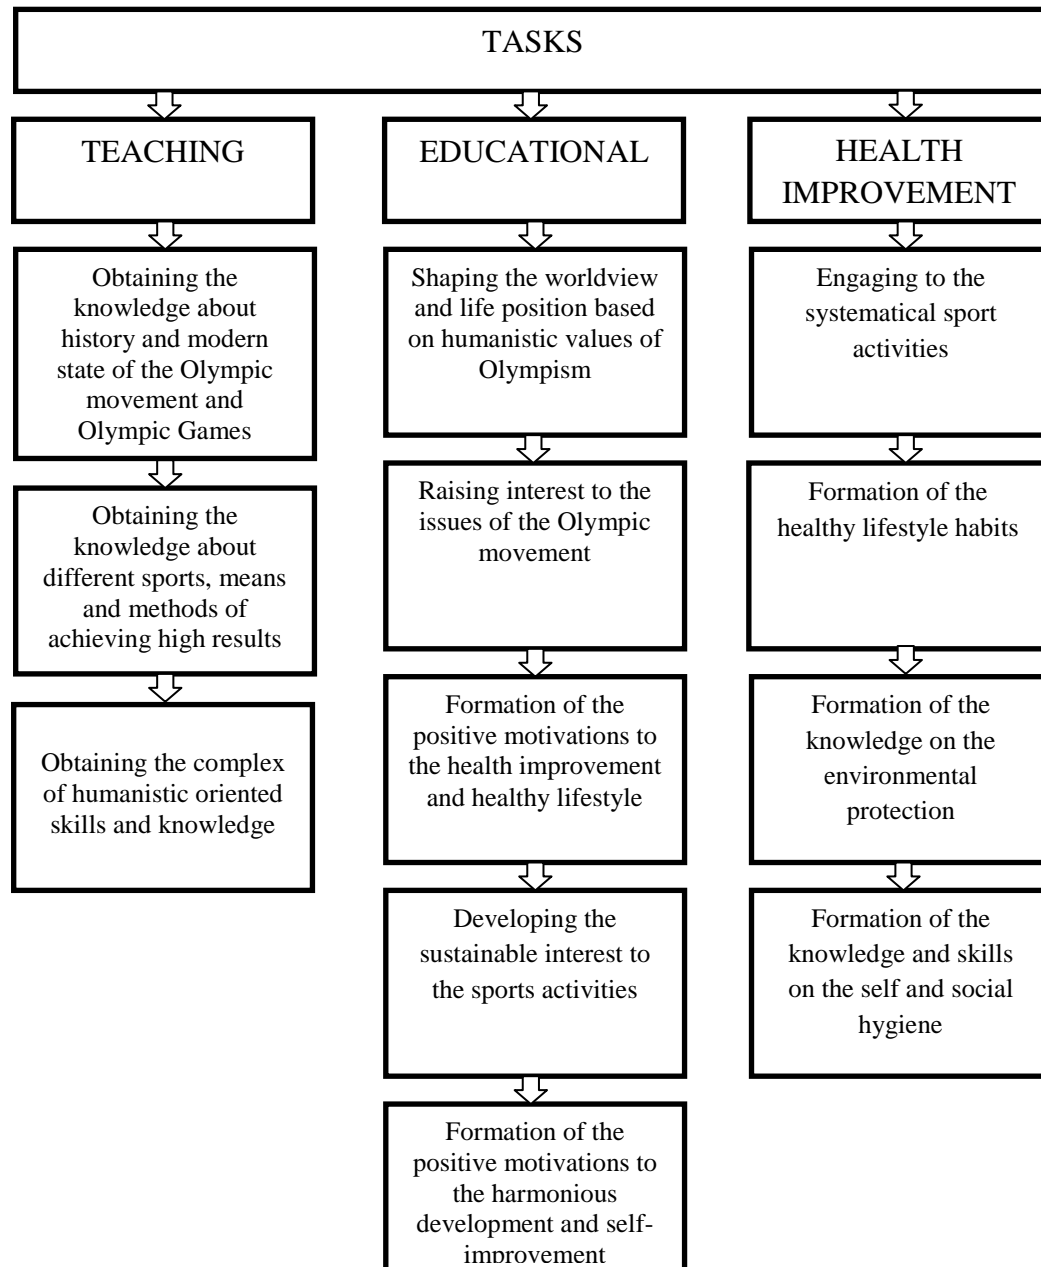 TASKS
TEACHING
Obtaining the
knowledge about
history and modern
state of the Olympic
movement and
Olympic Games
Obtaining the
knowledge about
different sports, means
and methods of
achieving high results
Obtaining the complex
of humanistic oriented
skills and knowledge
EDUCATIONAL
Shaping the worldview
and life position based
on humanistic values of
Olympism
Raising interest to the
issues of the Olympic
movement
Formation of the
positive motivations to
the health improvement
and healthy lifestyle
Developing the
sustainable interest to
the sports activities
Formation of the
positive motivations to
the harmonious
development and self-
improvement
HEALTH
IMPROVEMENT
Engaging to the
systematical sport
activities
Formation of the
healthy lifestyle habits
Formation of the
knowledge on the
environmental
protection
Formation of the
knowledge and skills
on the self and social
hygiene